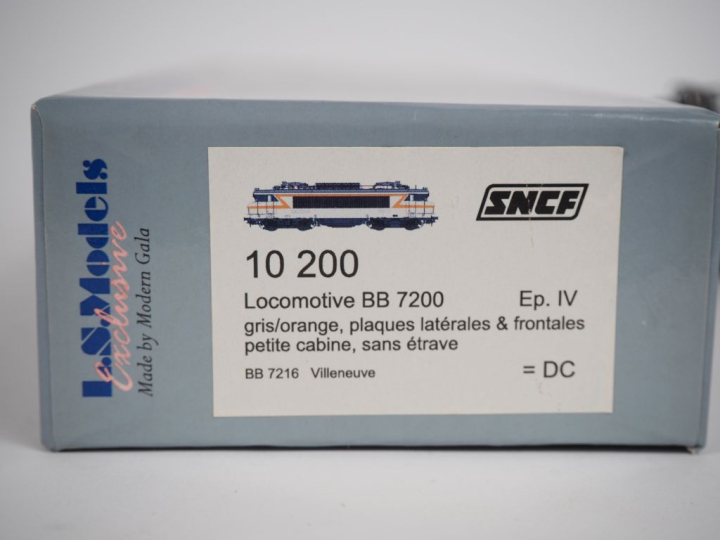 L.S.Models
exclusive
Made by Modern Gala
SNCF
10 200
Locomotive BB 7200 Ep. IV
gris/orange, plaques latérales & frontales
petite cabine, sans étrave
BB 7216 Villeneuve = DC